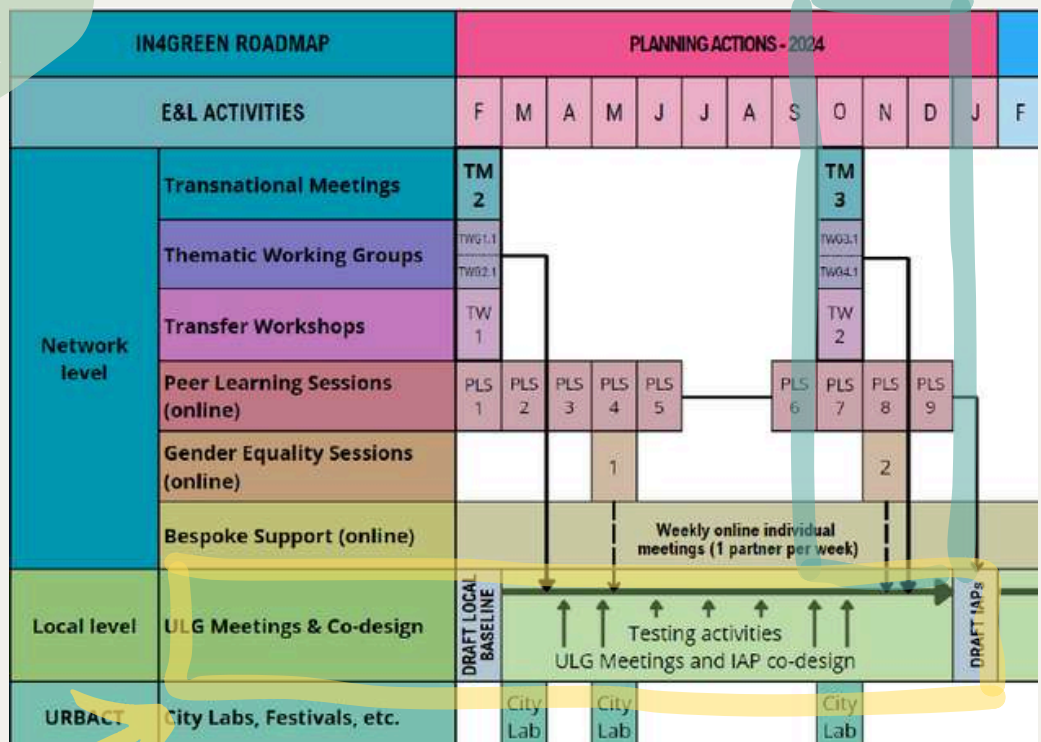 IN4GREEN ROADMAP
PLANNING ACTIONS - 2024
E&L ACTIVITIES
F M A M J J A S O N D J F
Network level
Transnational Meetings
TM 2
TM 3
Thematic Working Groups
TWG1.1
TWG2.1
TWG3.1
TWG4.1
Transfer Workshops
TW 1
TW 2
Peer Learning Sessions
(online)
PLS 1
PLS 2
PLS 3
PLS 4
PLS 5
PLS 6
PLS 7
PLS 8
PLS 9
Gender Equality Sessions
(online)
1
2
Bespoke Support (online)
Weekly online individual
meetings (1 partner per week)
Local level
ULG Meetings & Co-design
DRAFT LOCAL
BASELINE
Testing activities
ULG Meetings and IAP co-design
DRAFT IAPs
URBACT
City Labs, Festivals, etc.
City Lab
City Lab
City Lab